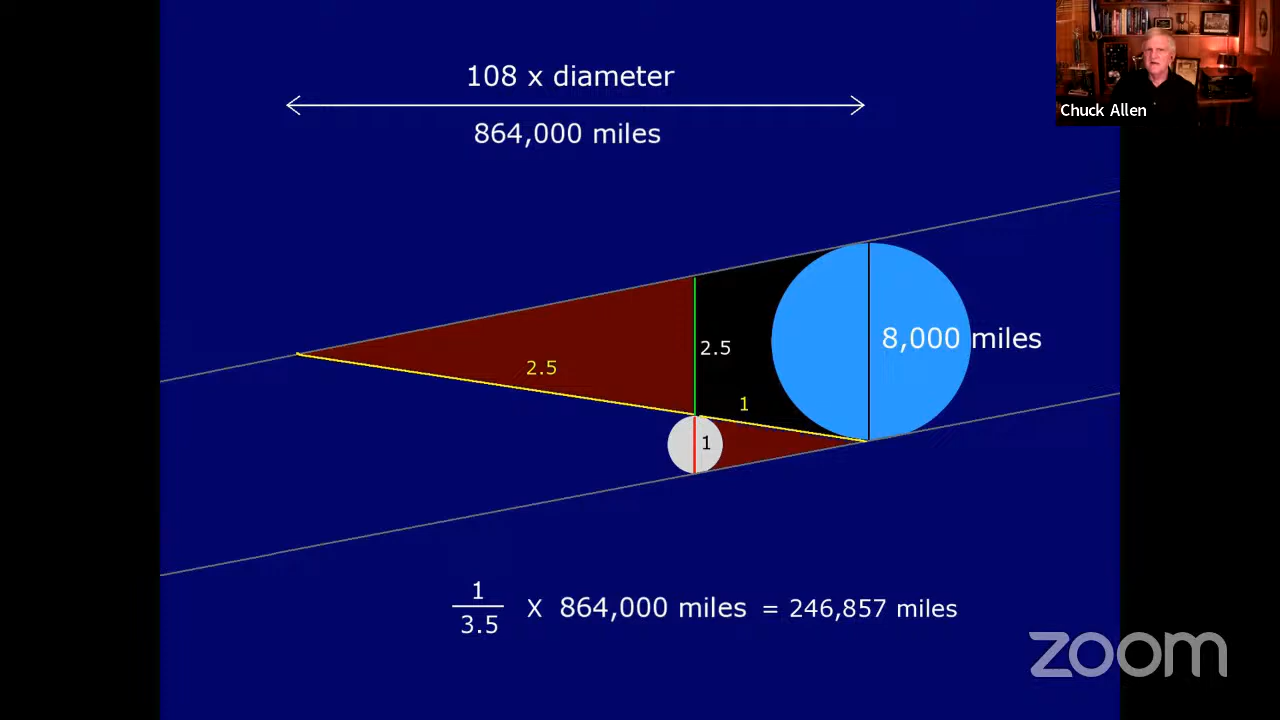 108 x diameter
864,000 miles
Chuck Allen
8,000 miles
2.5
2.5
1
1
1
3.5
X 864,000 miles = 246,857 miles
zoom